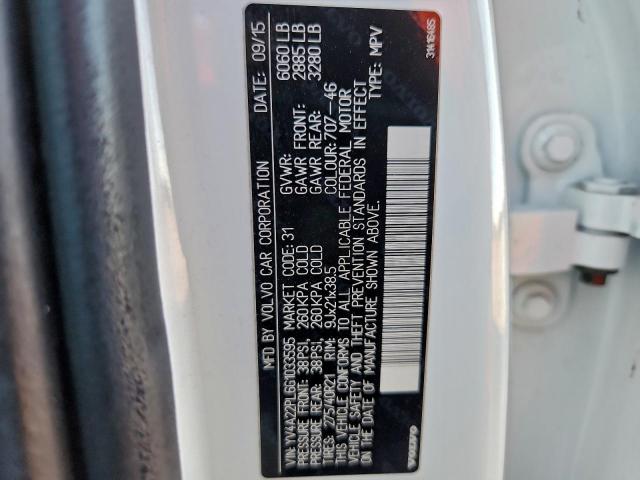 MFD BY VOLVO CAR CORPORATION DATE: 09/15
VIN: YV4A22PL6G1033595 MARKET CODE: 31 GVWR: 6060 LB
PRESSURE FRONT: 38PSI, 260KPA COLD GAWR FRONT: 2885 LB
PRESSURE REAR: 38PSI, 260KPA COLD GAWR REAR: 3280 LB
TIRES: 275/40R21 RIM: 9Jx21x38.5 COLOUR: 707--46
THIS VEHICLE CONFORMS TO ALL APPLICABLE FEDERAL MOTOR
VEHICLE SAFETY AND THEFT PREVENTION STANDARDS IN EFFECT
ON THE DATE OF MANUFACTURE SHOWN ABOVE.
TYPE: MPV
VOLVO 31416485